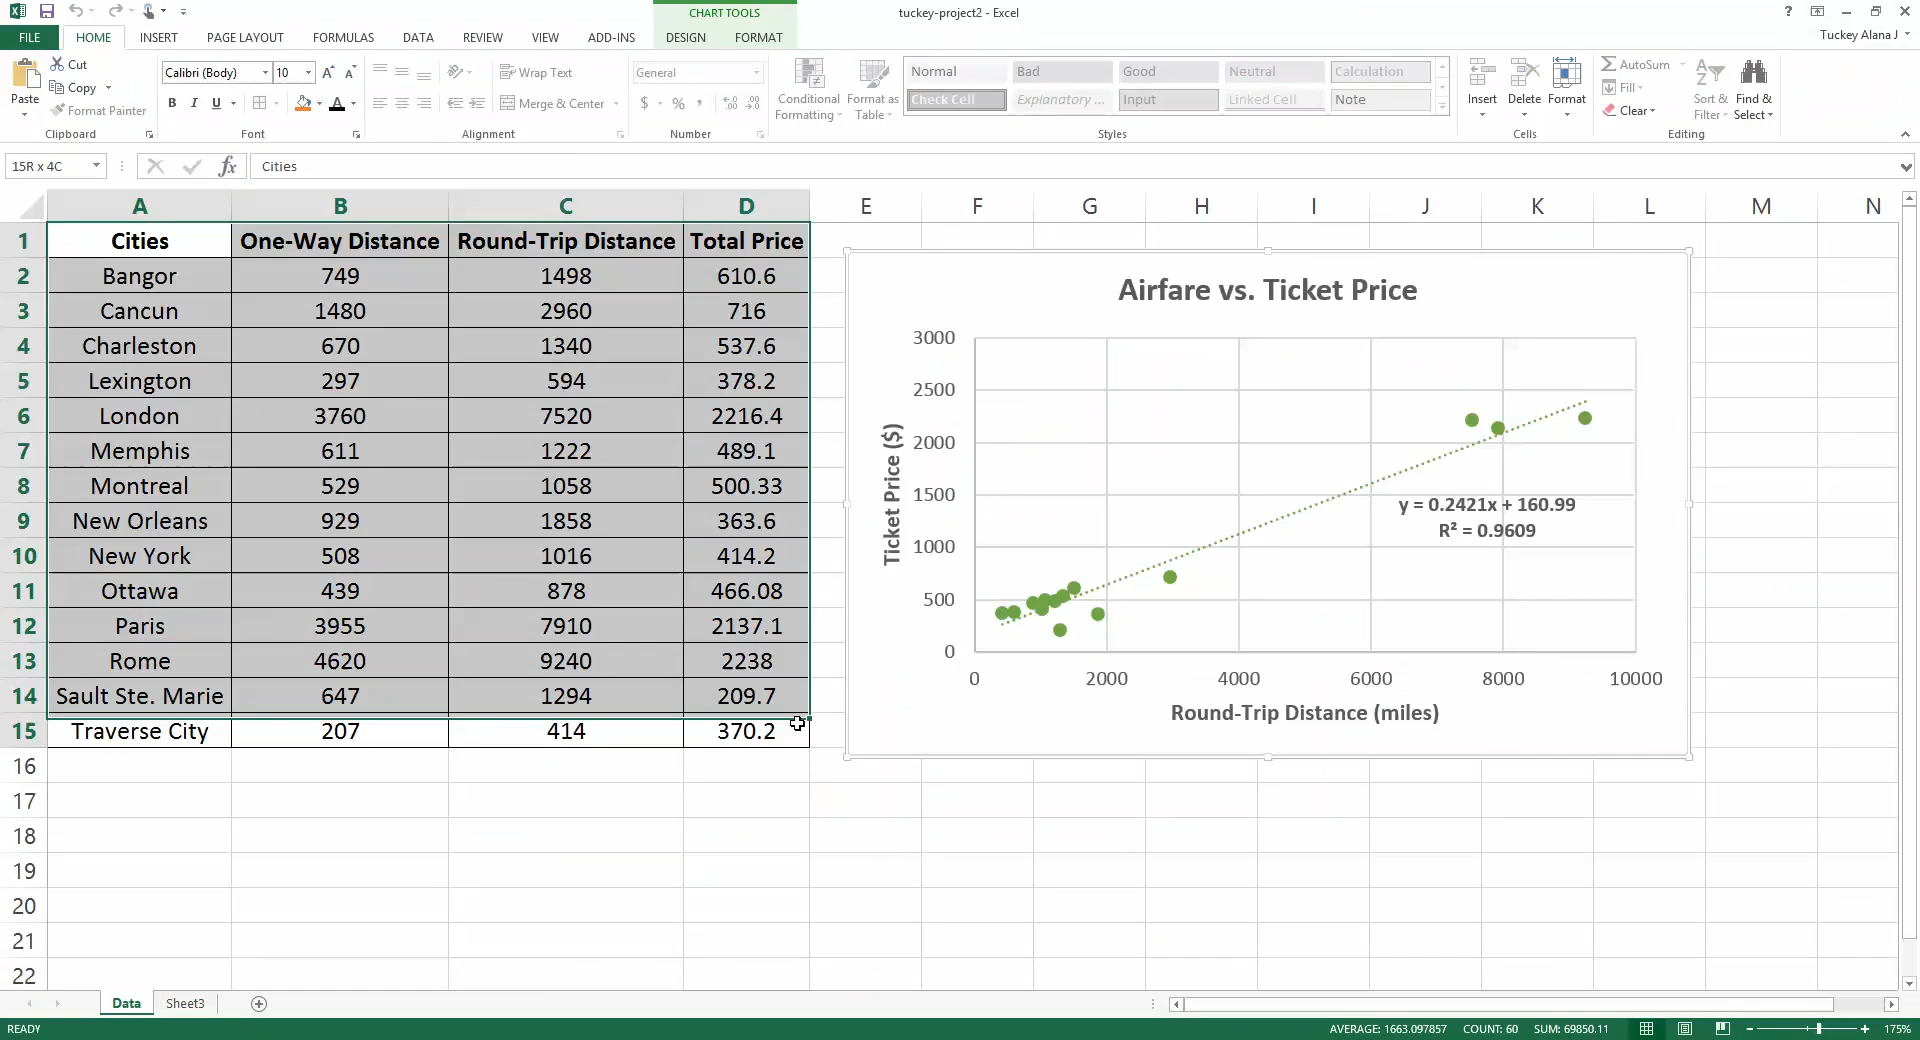 CHART TOOLS
tuckey-project2 - Excel
?
FILE HOME INSERT PAGE LAYOUT FORMULAS DATA REVIEW VIEW ADD-INS DESIGN FORMAT
Tuckey Alana J
Paste
Cut
Copy
Format Painter
Clipboard
Calibri (Body) 10
B I U
Font
Wrap Text
Merge & Center
Alignment
General
$ % ,
Number
Conditional Formatting
Format as Table
Normal Bad Good Neutral Calculation
Check Cell Explanatory ... Input Linked Cell Note
Styles
Insert Delete Format
Cells
AutoSum
Fill
Clear
Sort & Filter
Find & Select
Editing
15R x 4C fx Cities
A B C D E F G H I J K L M N
1 Cities One-Way Distance Round-Trip Distance Total Price
2 Bangor 749 1498 610.6
3 Cancun 1480 2960 716
4 Charleston 670 1340 537.6
5 Lexington 297 594 378.2
6 London 3760 7520 2216.4
7 Memphis 611 1222 489.1
8 Montreal 529 1058 500.33
9 New Orleans 929 1858 363.6
10 New York 508 1016 414.2
11 Ottawa 439 878 466.08
12 Paris 3955 7910 2137.1
13 Rome 4620 9240 2238
14 Sault Ste. Marie 647 1294 209.7
15 Traverse City 207 414 370.2
16
17
18
19
20
21
22
Airfare vs. Ticket Price
Ticket Price ($)
3000
2500
2000
1500
1000
500
0
y = 0.2421x + 160.99
R² = 0.9609
0 2000 4000 6000 8000 10000
Round-Trip Distance (miles)
Data Sheet3
READY
AVERAGE: 1663.097857 COUNT: 60 SUM: 69850.11
175%